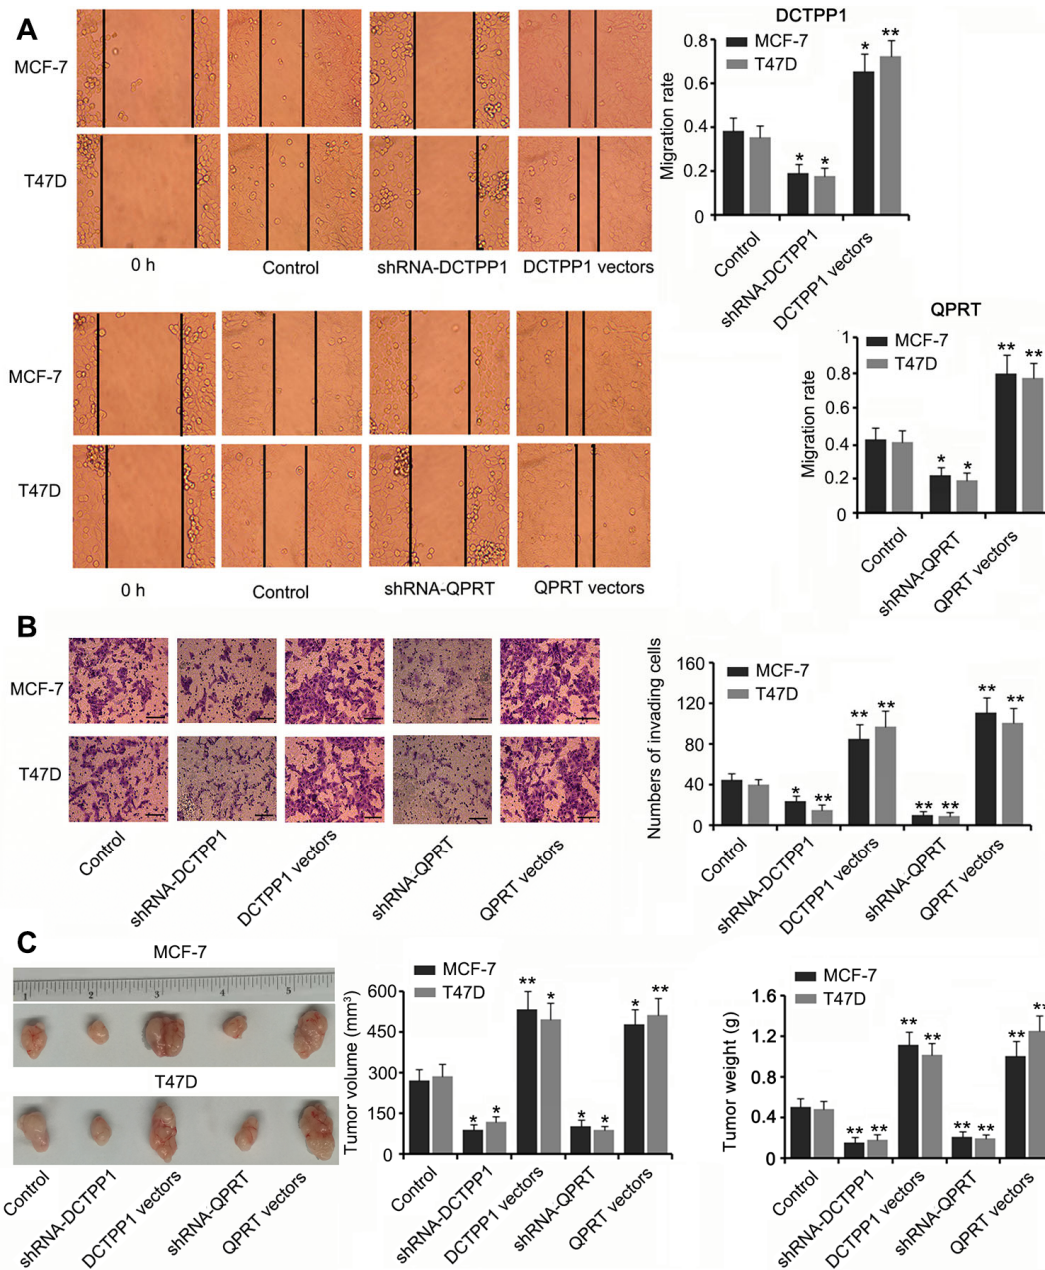 A
MCF-7
T47D
0 h
Control
shRNA-DCTPP1
DCTPP1 vectors
DCTPP1
MCF-7
T47D
Migration rate
0.8
0.6
0.4
0.2
0
*
**
*
*
Control
shRNA-DCTPP1
DCTPP1 vectors
MCF-7
T47D
0 h
Control
shRNA-QPRT
QPRT vectors
QPRT
MCF-7
T47D
Migration rate
1
0.8
0.6
0.4
0.2
0
**
**
*
*
Control
shRNA-QPRT
QPRT vectors
B
MCF-7
T47D
Control
shRNA-DCTPP1
DCTPP1 vectors
shRNA-QPRT
QPRT vectors
MCF-7
T47D
Numbers of invading cells
160
120
80
40
0
*
**
**
**
**
**
**
**
Control
shRNA-DCTPP1
DCTPP1 vectors
shRNA-QPRT
QPRT vectors
C
MCF-7
1 2 3 4 5
T47D
Control
shRNA-DCTPP1
DCTPP1 vectors
shRNA-QPRT
QPRT vectors
MCF-7
T47D
Tumor volume (mm³)
600
450
300
150
0
*
*
**
*
*
*
*
**
Control
shRNA-DCTPP1
DCTPP1 vectors
shRNA-QPRT
QPRT vectors
MCF-7
T47D
Tumor weight (g)
1.6
1.2
0.8
0.4
0
**
**
**
**
**
**
**
**
Control
shRNA-DCTPP1
DCTPP1 vectors
shRNA-QPRT
QPRT vectors